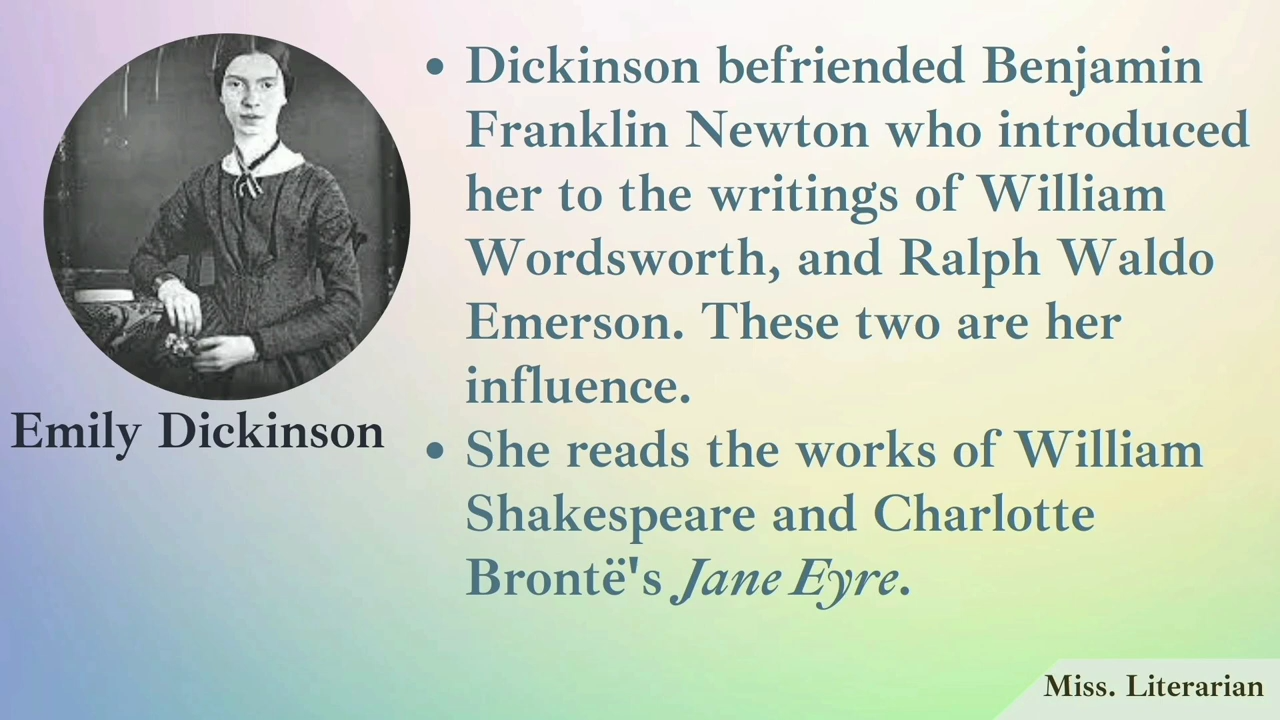 Emily Dickinson
• Dickinson befriended Benjamin
Franklin Newton who introduced
her to the writings of William
Wordsworth, and Ralph Waldo
Emerson. These two are her
influence.
• She reads the works of William
Shakespeare and Charlotte
Brontë's Jane Eyre.
Miss. Literarian